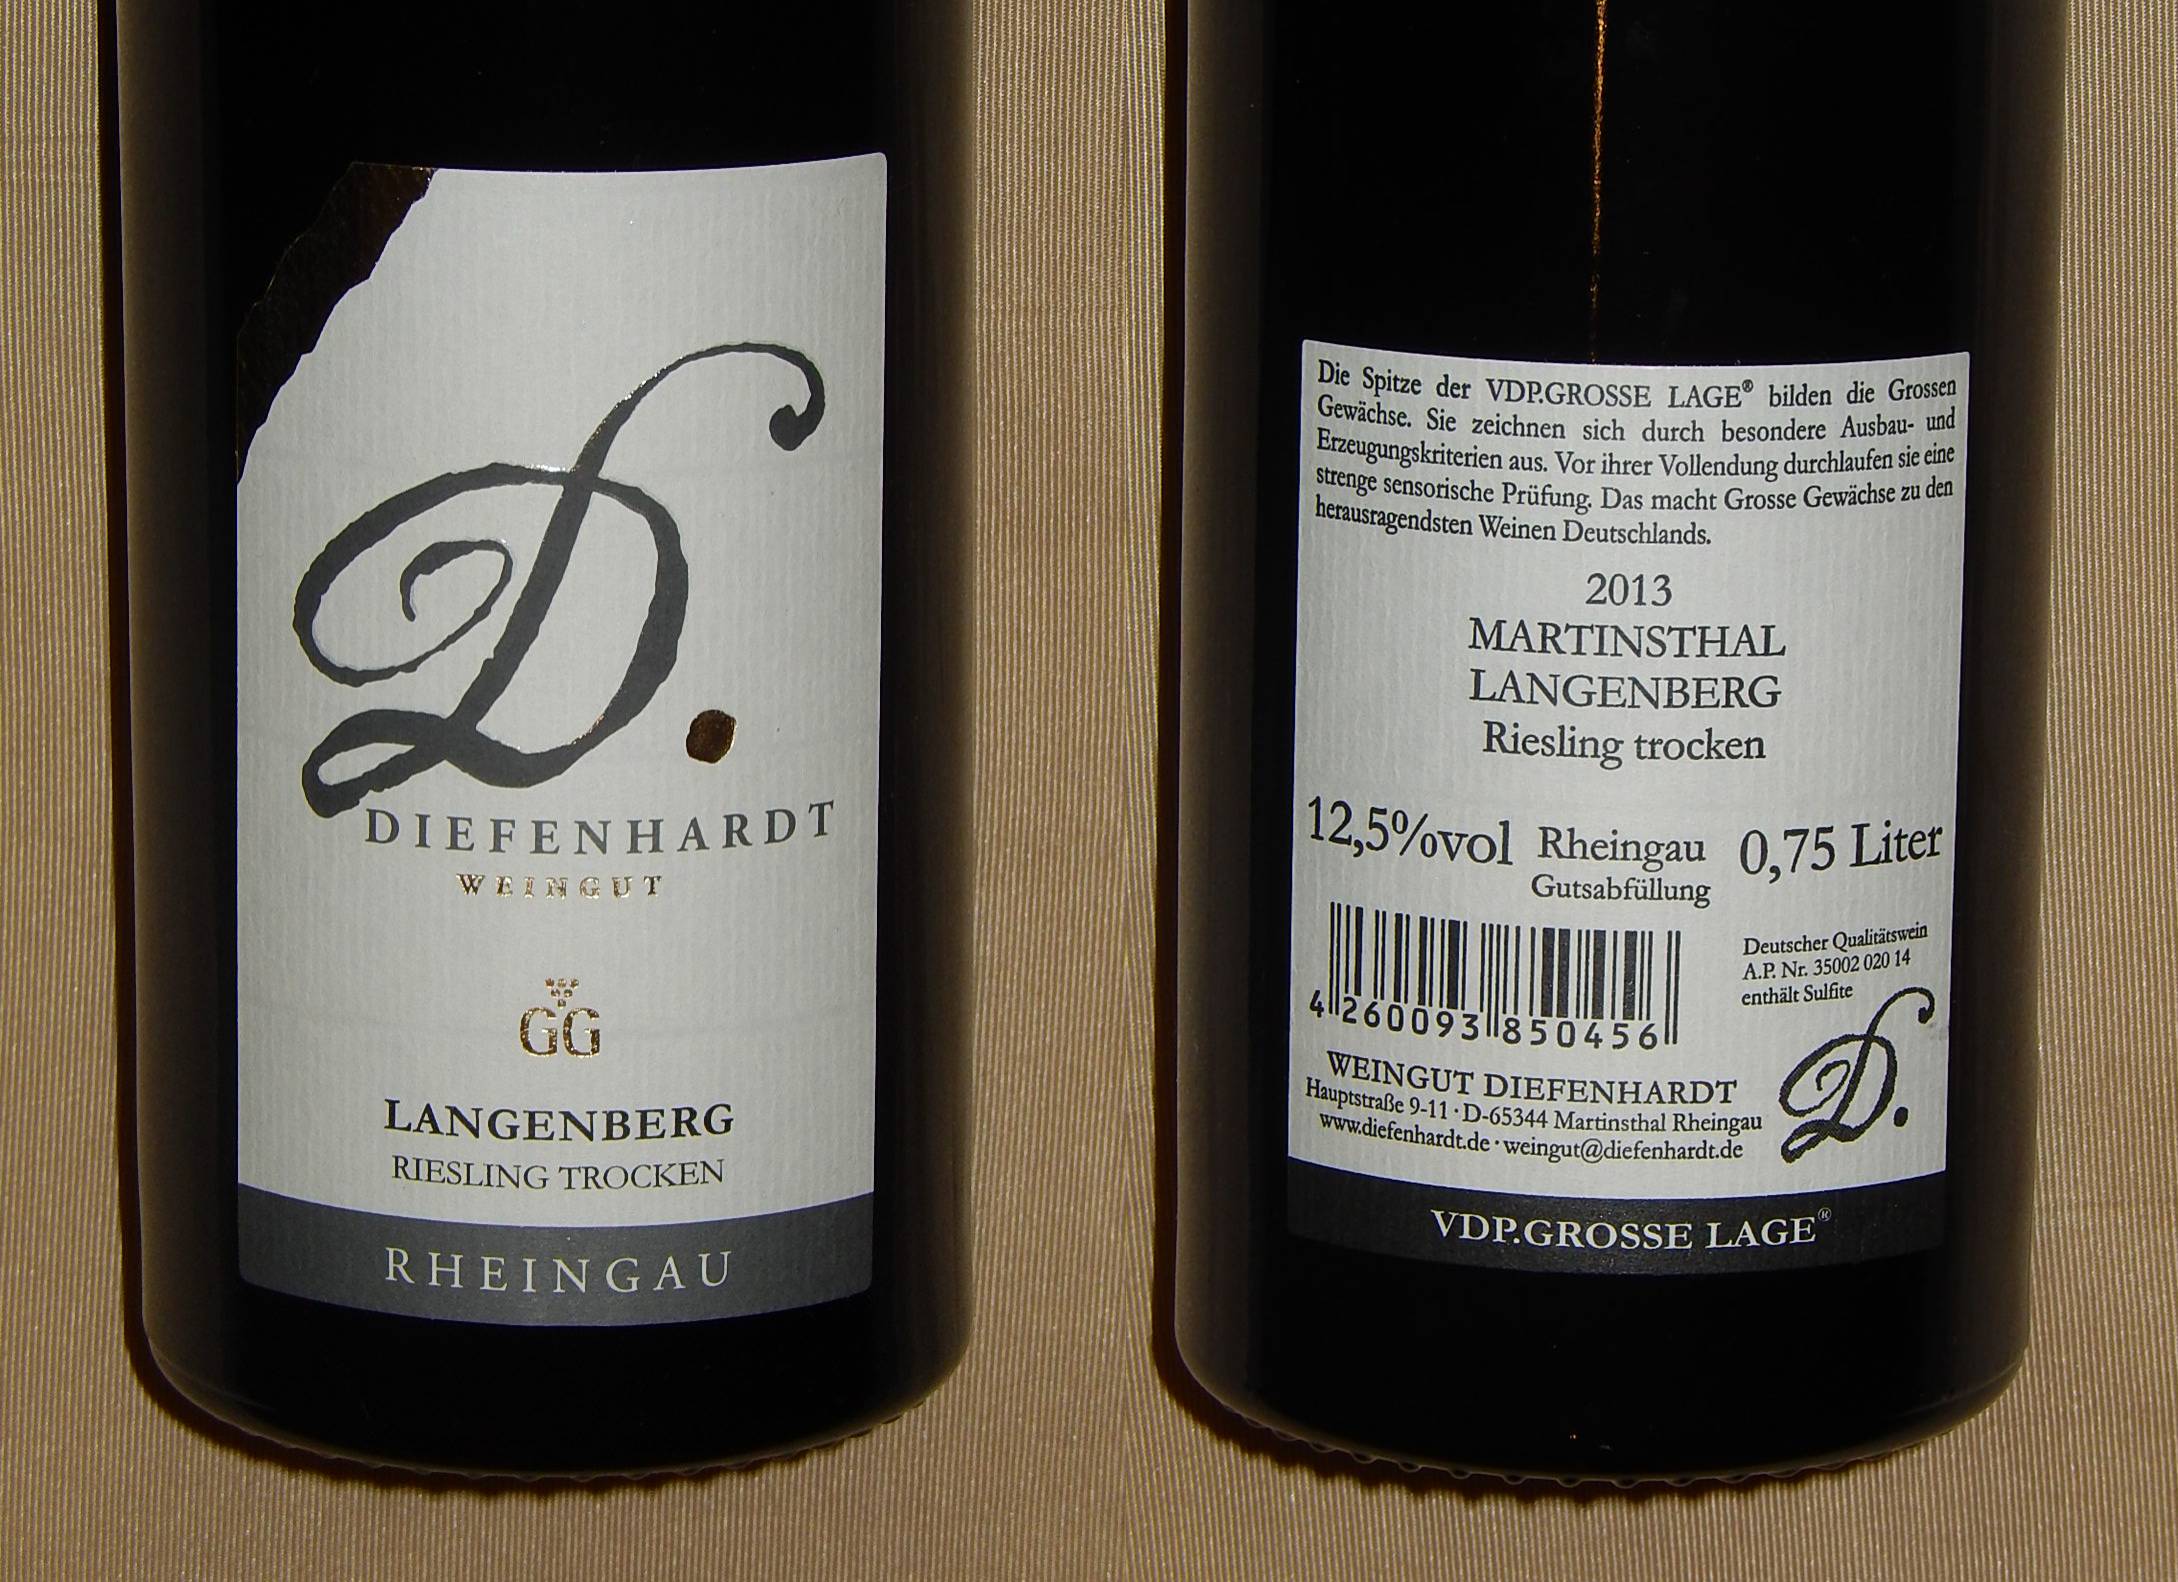 D.
DIEFENHARDT
WEINGUT
GG
LANGENBERG
RIESLING TROCKEN
RHEINGAU
Die Spitze der VDP.GROSSE LAGE® bilden die Grossen
Gewächse. Sie zeichnen sich durch besondere Ausbau- und
Erzeugungskriterien aus. Vor ihrer Vollendung durchlaufen sie eine
strenge sensorische Prüfung. Das macht Grosse Gewächse zu den
herausragendsten Weinen Deutschlands.
2013
MARTINSTHAL
LANGENBERG
Riesling trocken
12,5%vol Rheingau 0,75 Liter
Gutsabfüllung
Deutscher Qualitätswein
A.P. Nr. 35002 020 14
enthält Sulfite
4 260093 850456
D.
WEINGUT DIEFENHARDT
Hauptstraße 9-11 · D-65344 Martinsthal Rheingau
www.diefenhardt.de · weingut@diefenhardt.de
VDP.GROSSE LAGE®